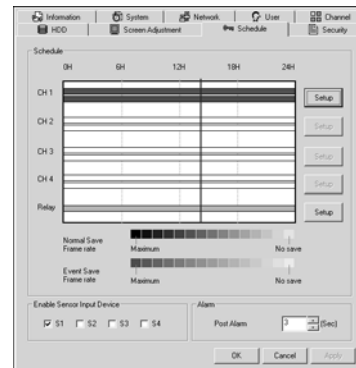 Information System Network User Channel
HDD Screen Adjustment Schedule Security
Schedule
0H 6H 12H 18H 24H
CH 1 Setup
CH 2 Setup
CH 3 Setup
CH 4 Setup
Relay Setup
Normal Save
Frame rate Maximum No save
Event Save
Frame rate Maximum No save
Enable Sensor Input Device Alarm
S1 S2 S3 S4 Post Alarm 3 (Sec)
OK Cancel Apply